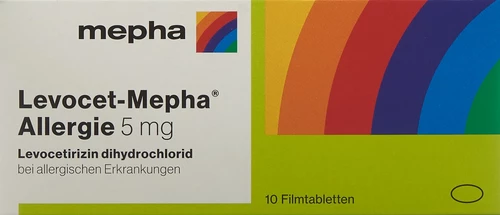 mepha
Levocet-Mepha®
Allergie 5 mg
Levocetirizin dihydrochlorid
bei allergischen Erkrankungen
10 Filmtabletten